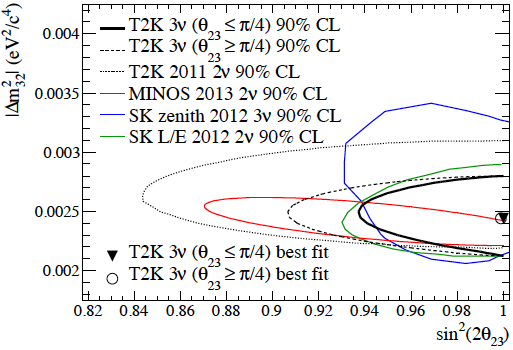 T2K 3ν (θ₂₃ ≤ π/4) 90% CL
T2K 3ν (θ₂₃ ≥ π/4) 90% CL
T2K 2011 2ν 90% CL
MINOS 2013 2ν 90% CL
SK zenith 2012 3ν 90% CL
SK L/E 2012 2ν 90% CL
|Δm²₃₂| (eV²/c⁴)
0.004
0.0035
0.003
0.0025
0.002
T2K 3ν (θ₂₃ ≤ π/4) best fit
T2K 3ν (θ₂₃ ≥ π/4) best fit
0.82 0.84 0.86 0.88 0.9 0.92 0.94 0.96 0.98 1
sin²(2θ₂₃)